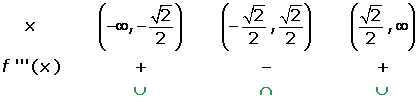 x (-∞, -√2/2) (-√2/2, √2/2) (√2/2, ∞)
f '''(x) + - +
∪ ∩ ∪